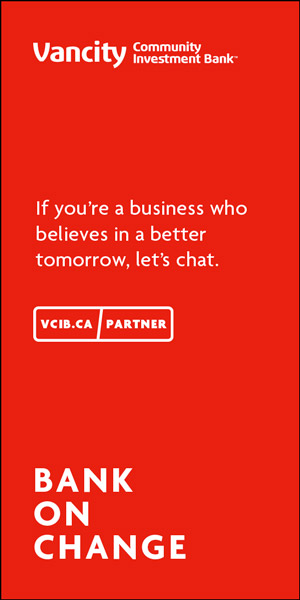 Vancity Community
Investment Bank™
If you're a business who
believes in a better
tomorrow, let's chat.
VCIB.CA / PARTNER
BANK
ON
CHANGE